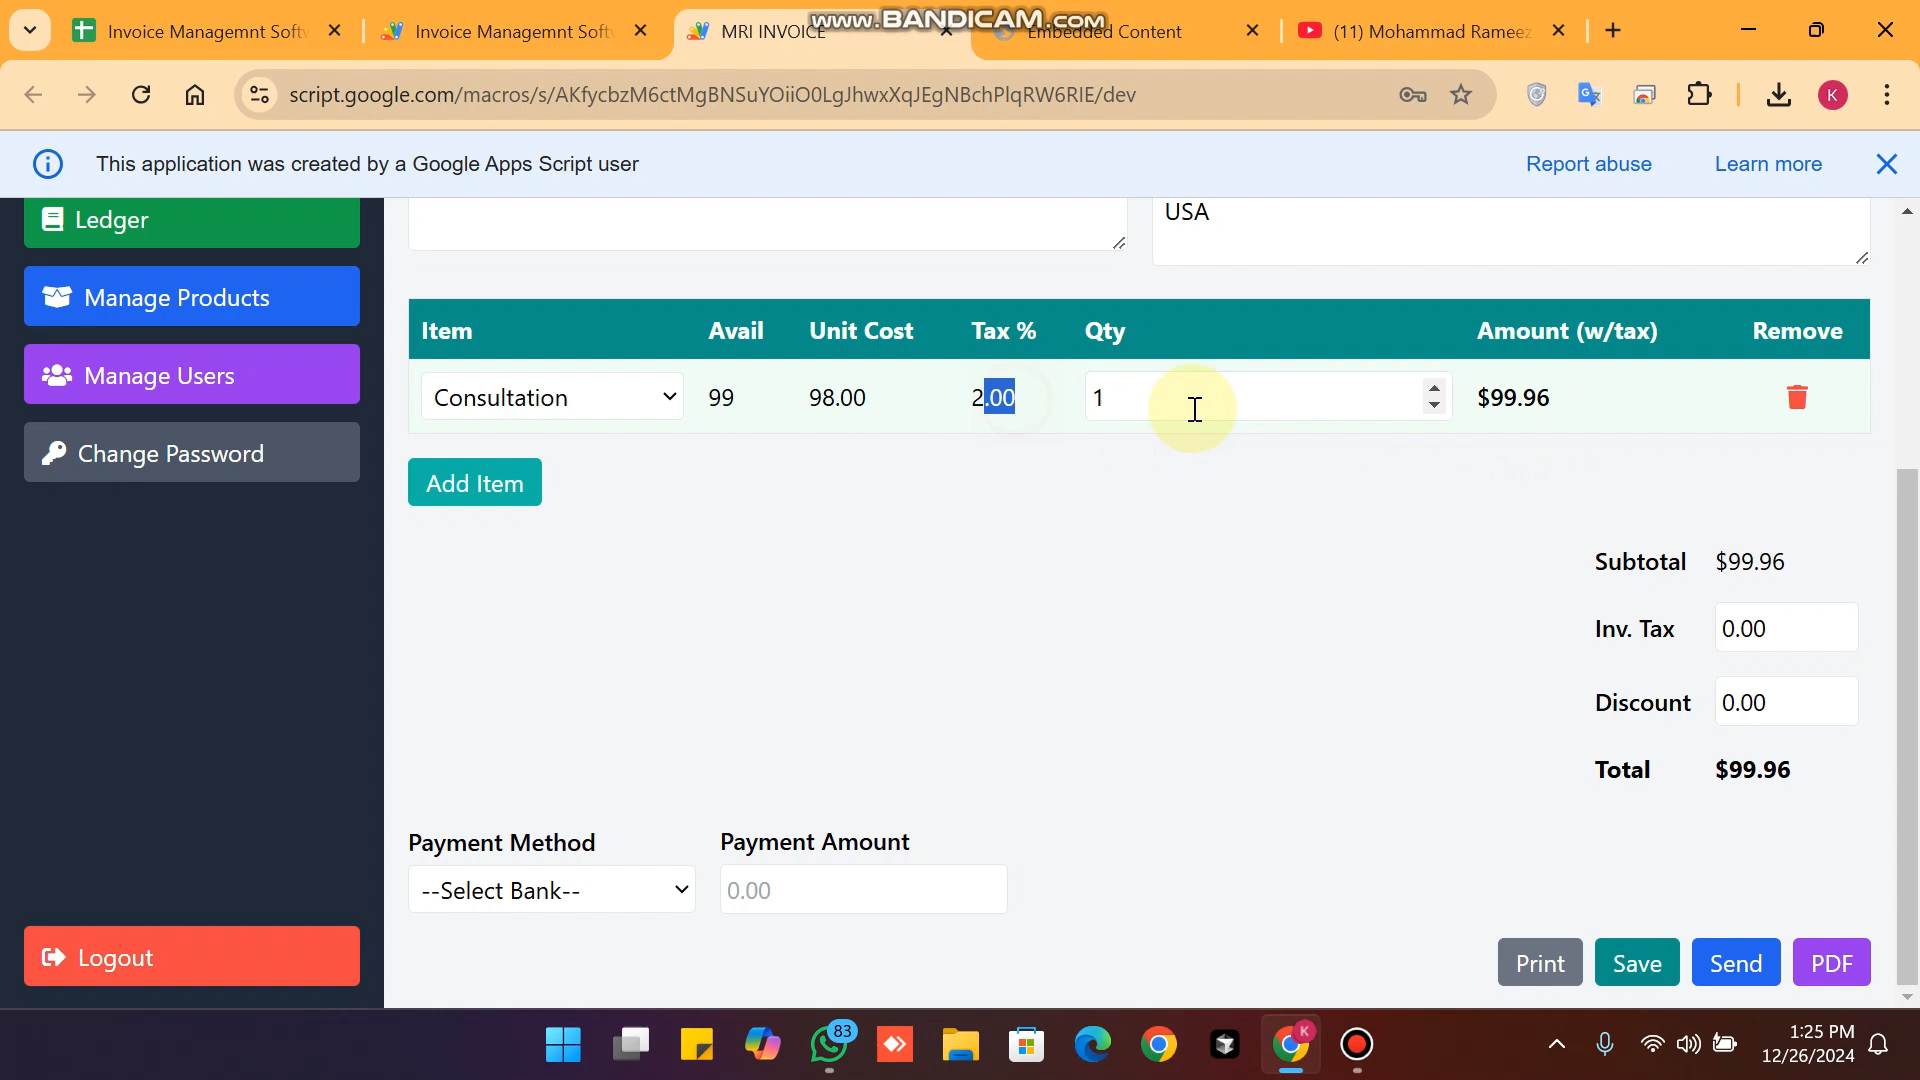 Invoice Managemnt Softw
Invoice Managemnt Softw
MRI INVOICE
Embedded Content
(11) Mohammad Rameez
www.BANDICAM.com
script.google.com/macros/s/AKfycbzM6ctMgBNSuYOiiO0LgJhwxXqJEgNBchPlqRW6RIE/dev
K
This application was created by a Google Apps Script user
Report abuse
Learn more
Ledger
Manage Products
Manage Users
Change Password
Logout
USA
Item Avail Unit Cost Tax % Qty Amount (w/tax) Remove
Consultation 99 98.00 2.00 1 $99.96
Add Item
Subtotal $99.96
Inv. Tax 0.00
Discount 0.00
Total $99.96
Payment Method Payment Amount
--Select Bank-- 0.00
Print Save Send PDF
83
K
1:25 PM
12/26/2024